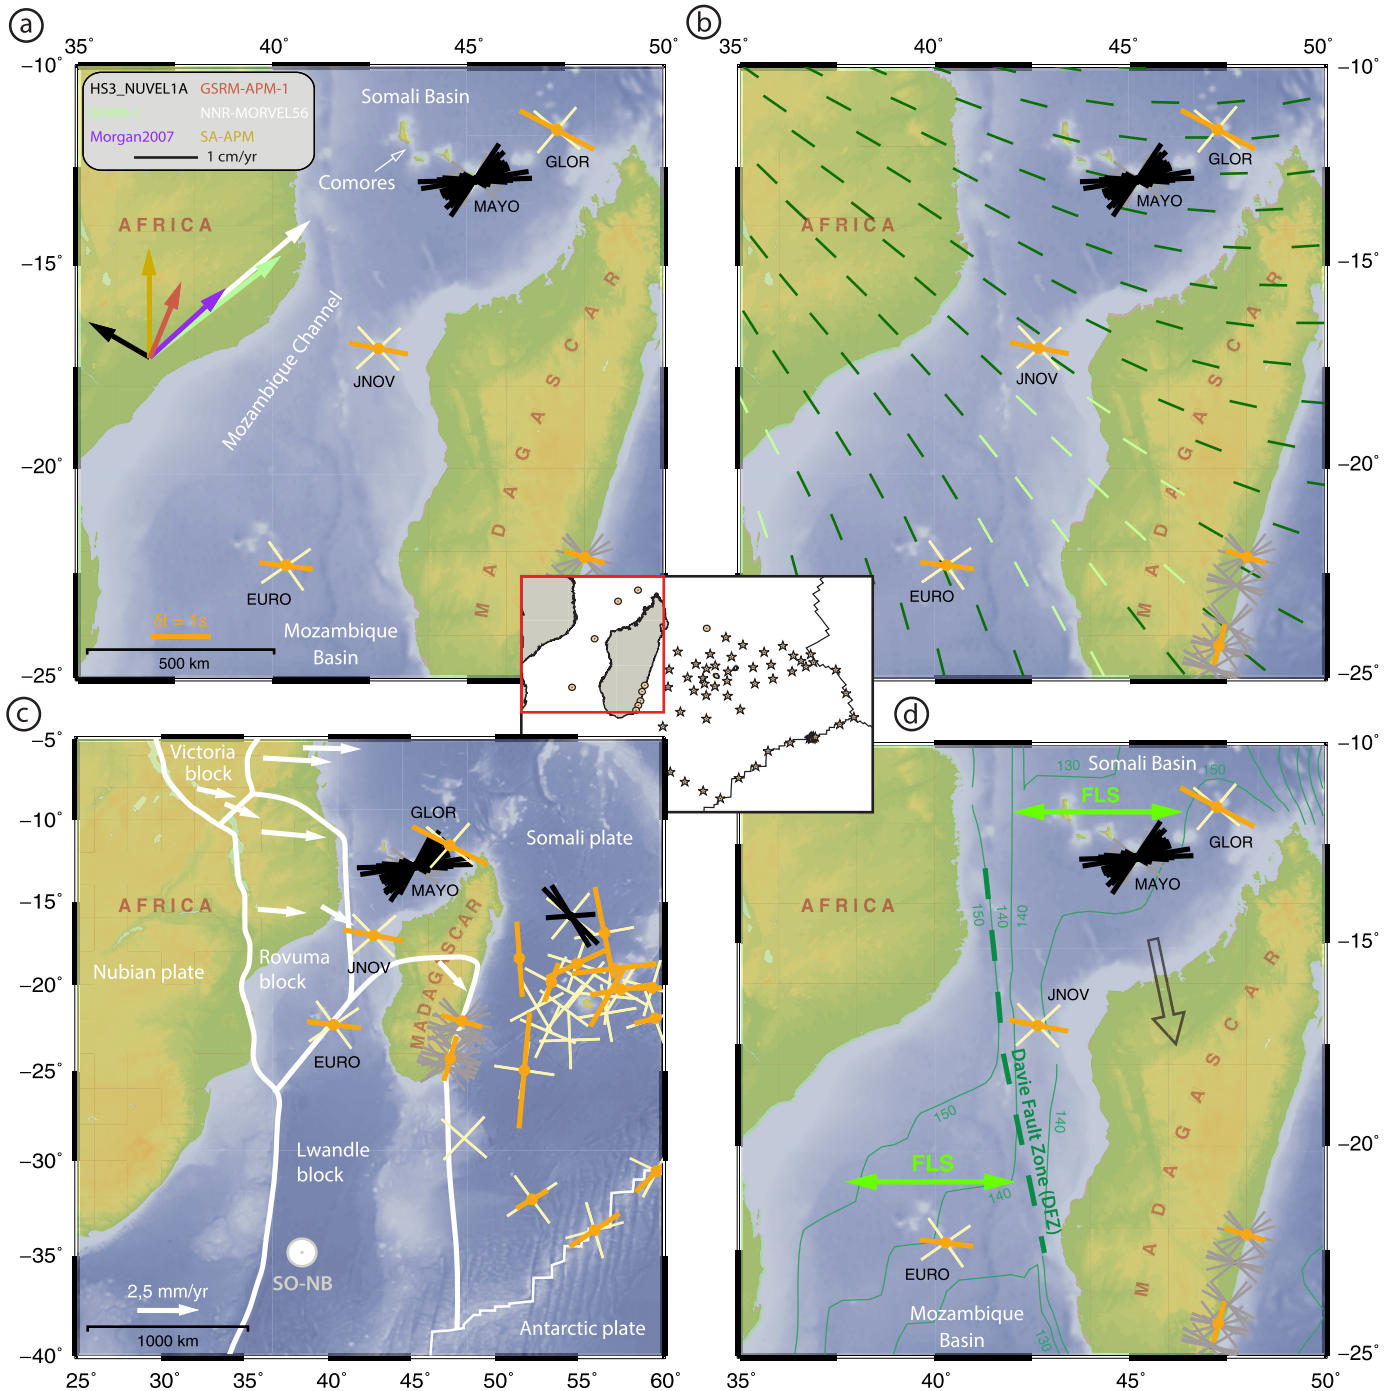 a
35° 40° 45° 50°
−10°
−15°
−20°
−25°
HS3_NUVEL1A GSRM-APM-1
NNR-MORVEL56
Morgan2007 SA-APM
1 cm/yr
Somali Basin
GLOR
Comores
MAYO
AFRICA
Mozambique Channel
JNOV
MADAGASCAR
EURO
δt = 1s
500 km
Mozambique
Basin
b
35° 40° 45° 50°
−10°
−15°
−20°
−25°
GLOR
MAYO
AFRICA
JNOV
MADAGASCAR
EURO
c
−5°
−10°
−15°
−20°
−25°
−30°
−35°
−40°
25° 30° 35° 40° 45° 50° 55° 60°
Victoria
block
GLOR
Somali plate
MAYO
AFRICA
Nubian plate
Rovuma
block
JNOV
MADAGASCAR
EURO
Lwandle
block
SO-NB
2,5 mm/yr
1000 km
Antarctic plate
d
−10°
−15°
−20°
−25°
35° 40° 45° 50°
130
Somali Basin
150
FLS
GLOR
MAYO
AFRICA
150
140
140
JNOV
Davie Fault Zone (DFZ)
150
140
FLS
140
MADAGASCAR
EURO
Mozambique
Basin
130